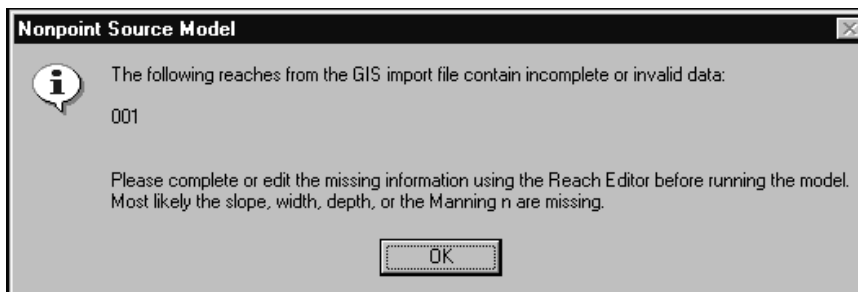 Nonpoint Source Model
The following reaches from the GIS import file contain incomplete or invalid data:
001
Please complete or edit the missing information using the Reach Editor before running the model.
Most likely the slope, width, depth, or the Manning n are missing.
OK